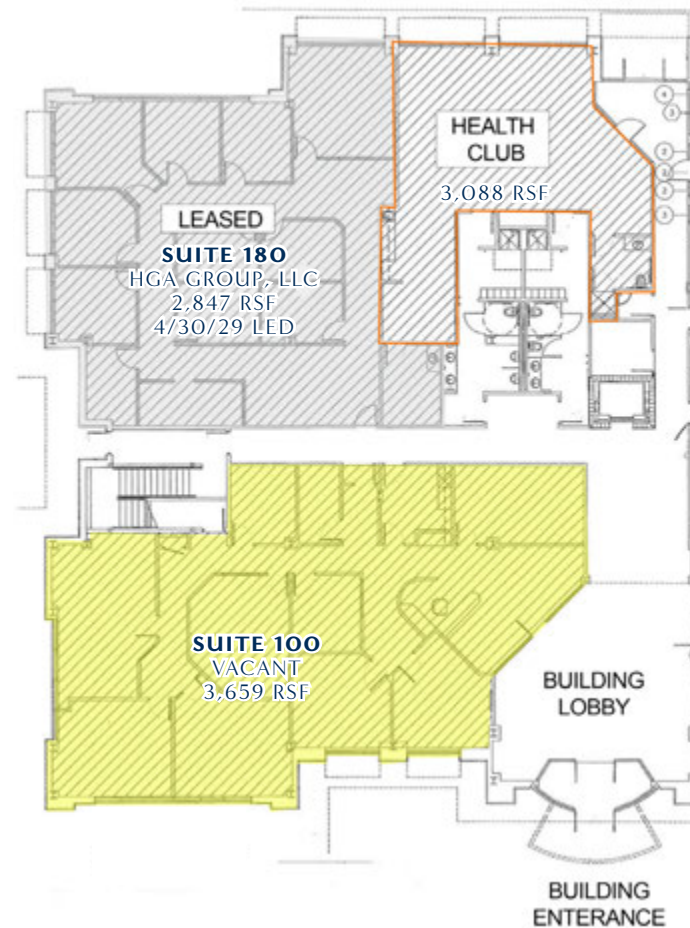 HEALTH
CLUB
3,088 RSF
LEASED
SUITE 180
HGA GROUP, LLC
2,847 RSF
4/30/29 LED
SUITE 100
VACANT
3,659 RSF
BUILDING
LOBBY
BUILDING
ENTERANCE